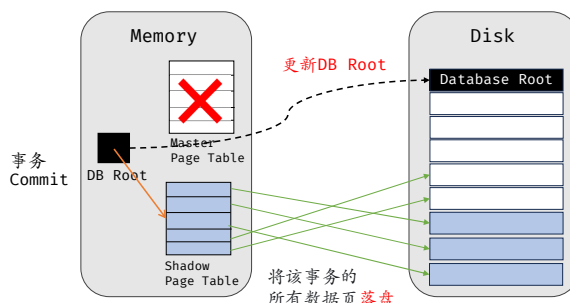 Memory
Disk
更新DB Root
Database Root
Master
Page Table
事务
Commit
DB Root
Shadow
Page Table
将该事务的
所有数据页落盘